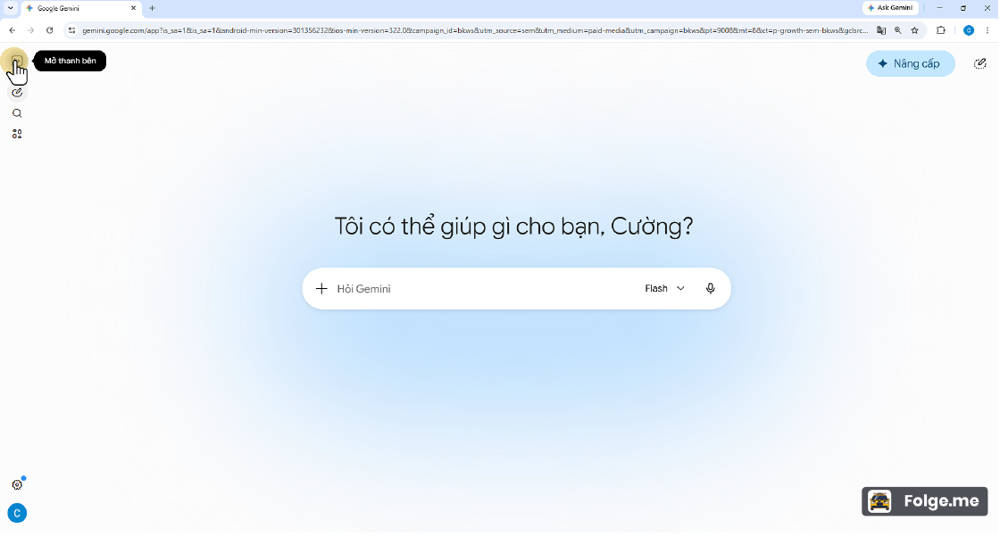 Google Gemini
Ask Gemini
gemini.google.com/app?is_sa=1&is_sa=1&android-min-version=301356232&ios-min-version=322.0&campaign_id=bkws&utm_source=sem&utm_medium=paid-media&utm_campaign=bkws&pt=9008&mt=8&ct=p-growth-sem-bkws&gclsrc...
C
Mở thanh bên
Nâng cấp
Tôi có thể giúp gì cho bạn, Cường?
Hỏi Gemini
Flash
Folge.me
C